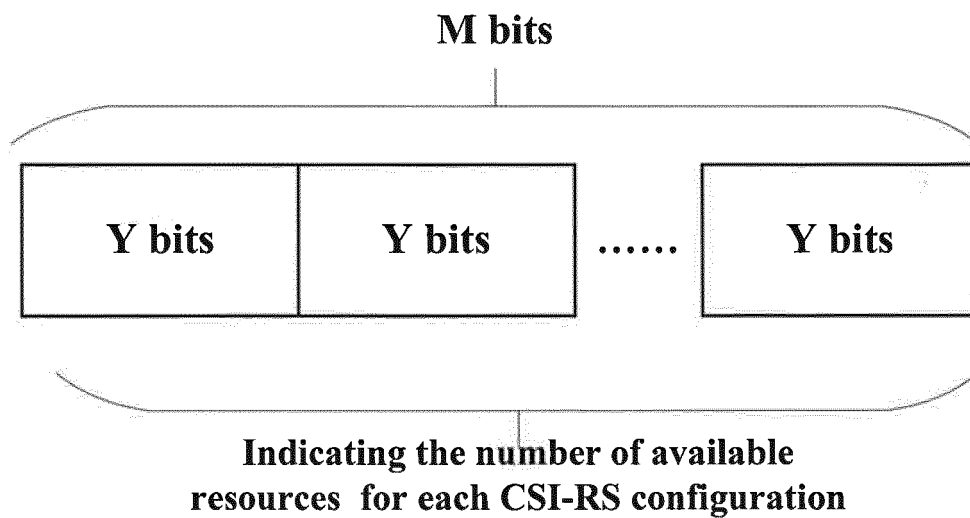 M bits
Y bits Y bits ...... Y bits
Indicating the number of available
resources for each CSI-RS configuration